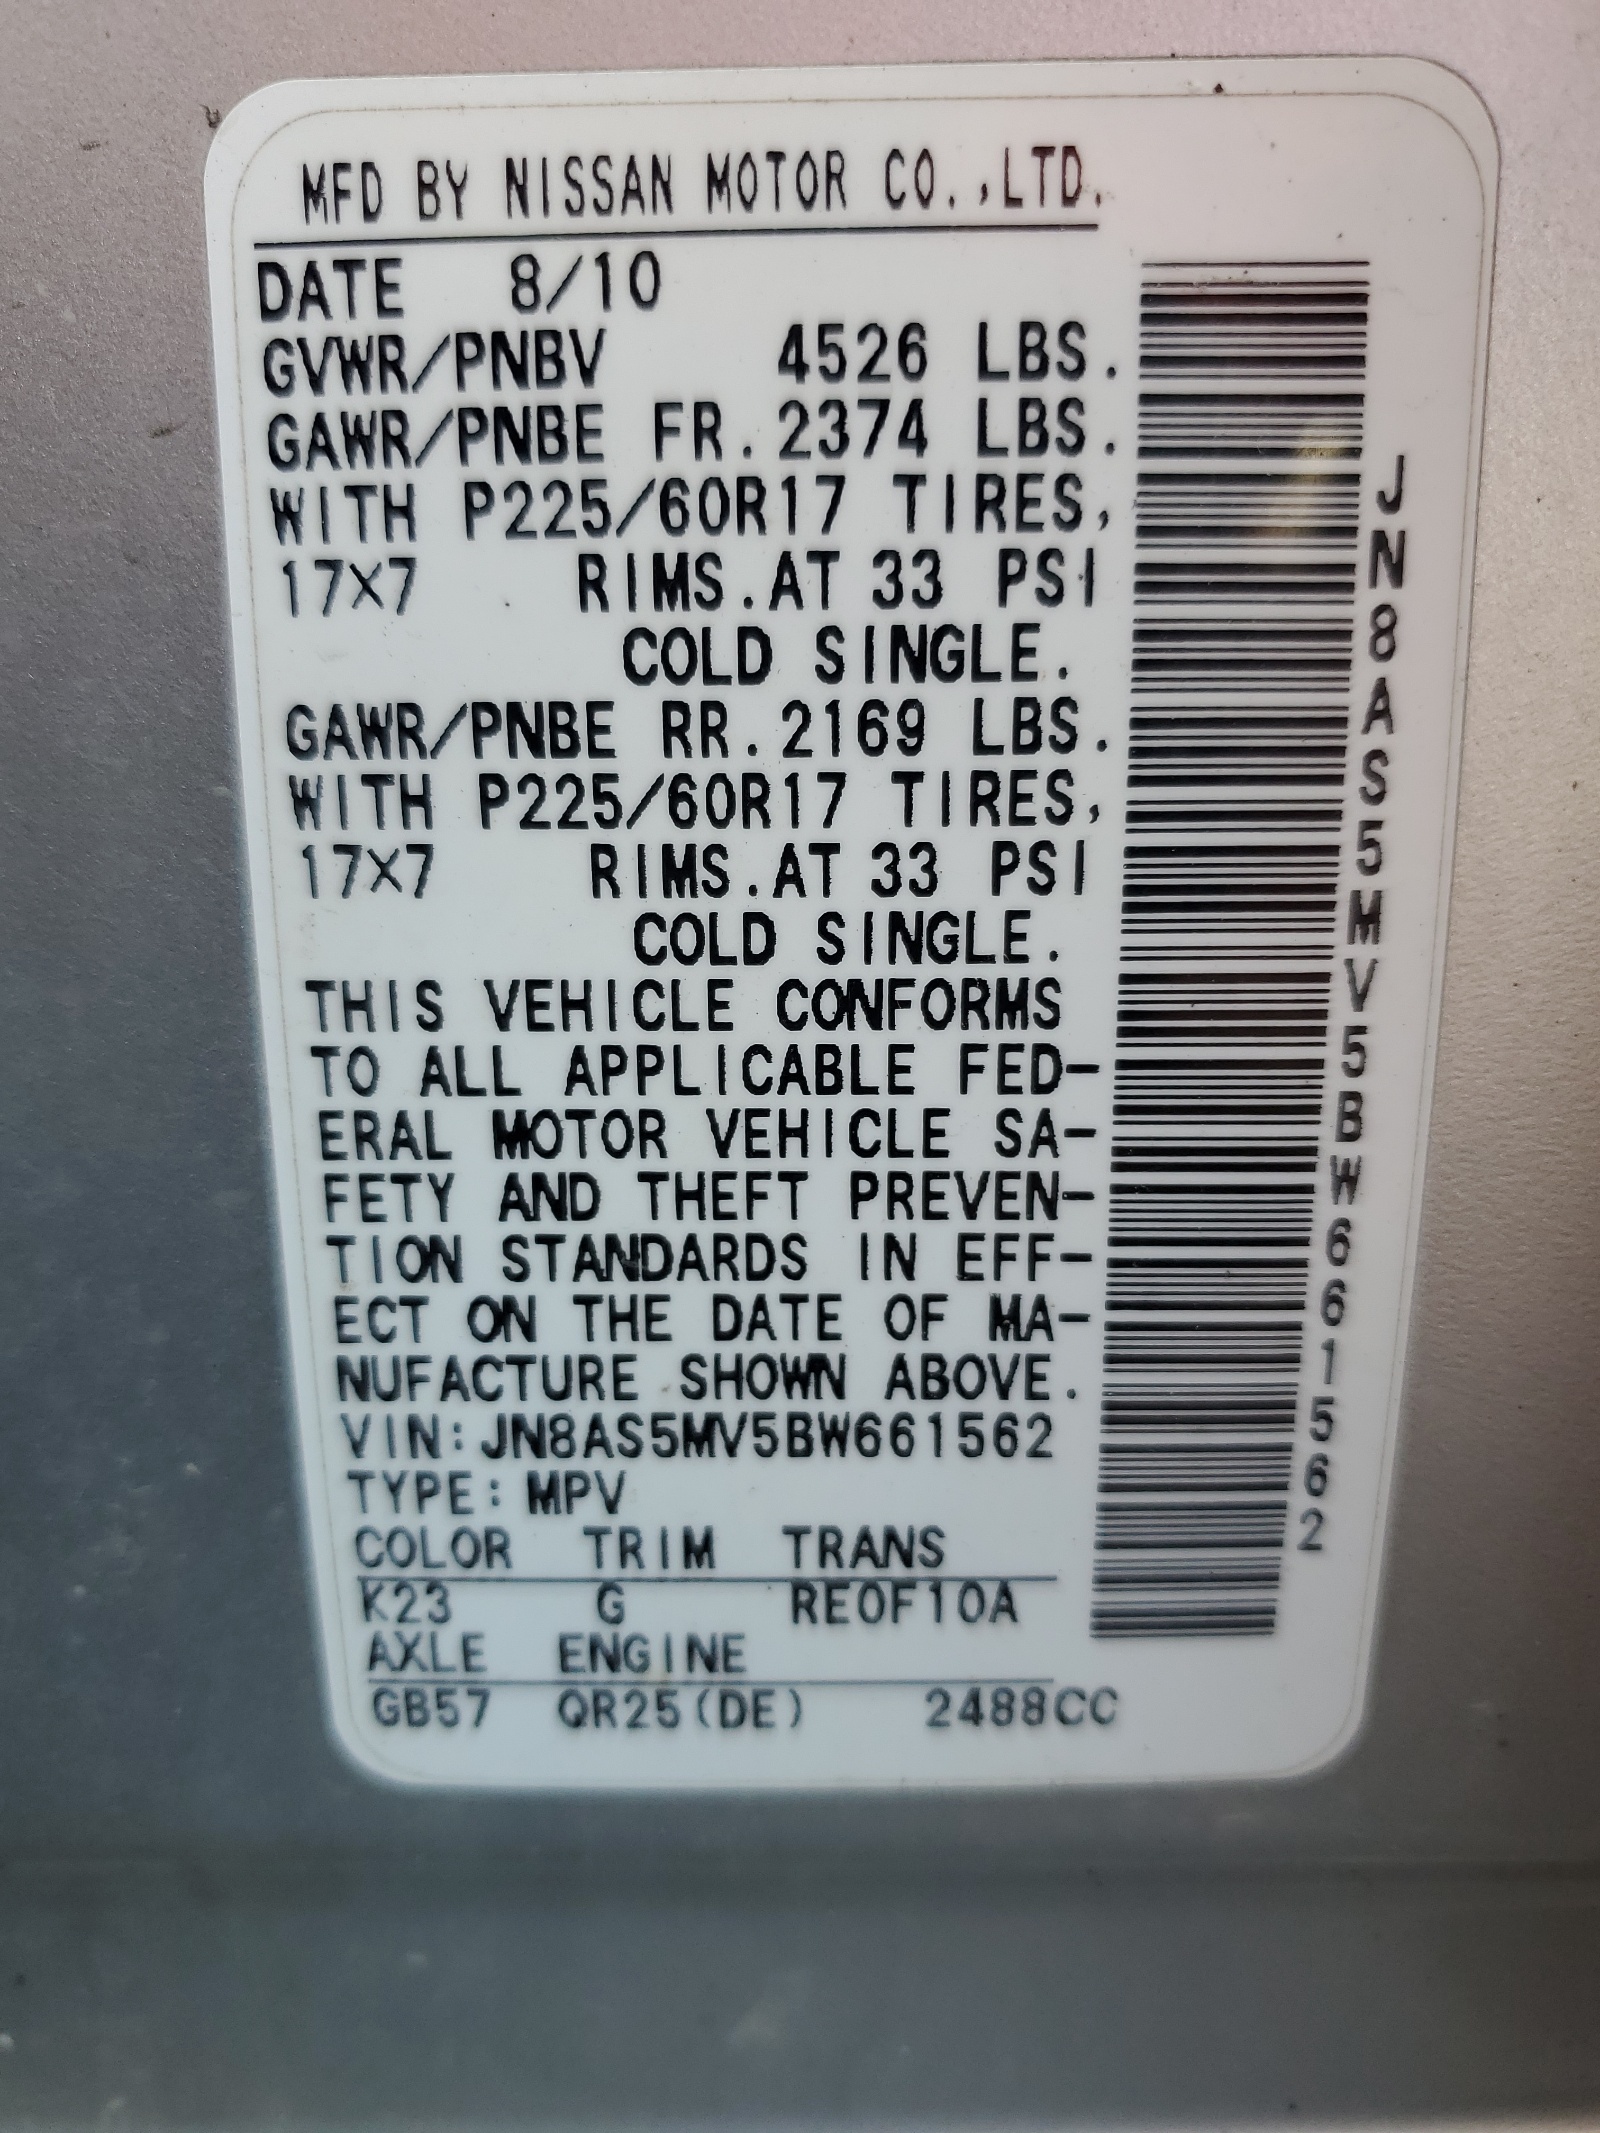 MFD BY NISSAN MOTOR CO.,LTD.
DATE 8/10
GVWR/PNBV 4526 LBS.
GAWR/PNBE FR.2374 LBS.
WITH P225/60R17 TIRES,
17X7 RIMS.AT 33 PSI
COLD SINGLE.
GAWR/PNBE RR.2169 LBS.
WITH P225/60R17 TIRES,
17X7 RIMS.AT 33 PSI
COLD SINGLE.
THIS VEHICLE CONFORMS
TO ALL APPLICABLE FED-
ERAL MOTOR VEHICLE SA-
FETY AND THEFT PREVEN-
TION STANDARDS IN EFF-
ECT ON THE DATE OF MA-
NUFACTURE SHOWN ABOVE.
VIN:JN8AS5MV5BW661562
TYPE:MPV
COLOR TRIM TRANS
K23 G RE0F10A
AXLE ENGINE
GB57 QR25(DE) 2488CC
JN8AS5MV5BW661562